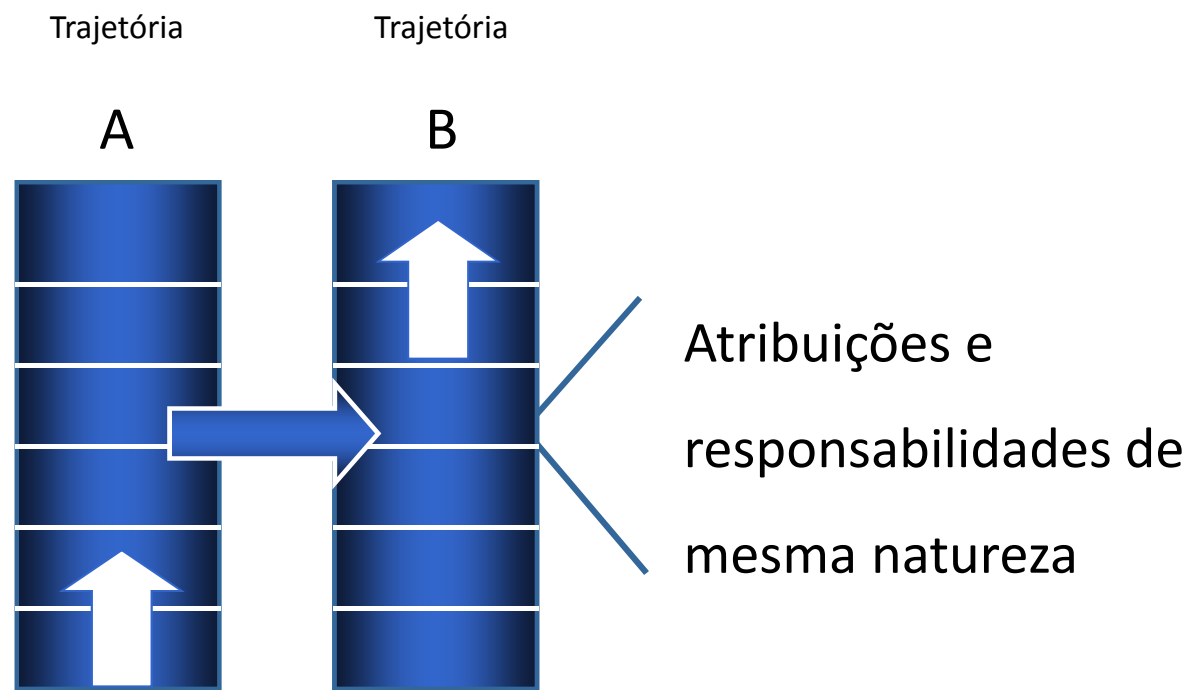 Trajetória
A
Trajetória
B
Atribuições e
responsabilidades de
mesma natureza